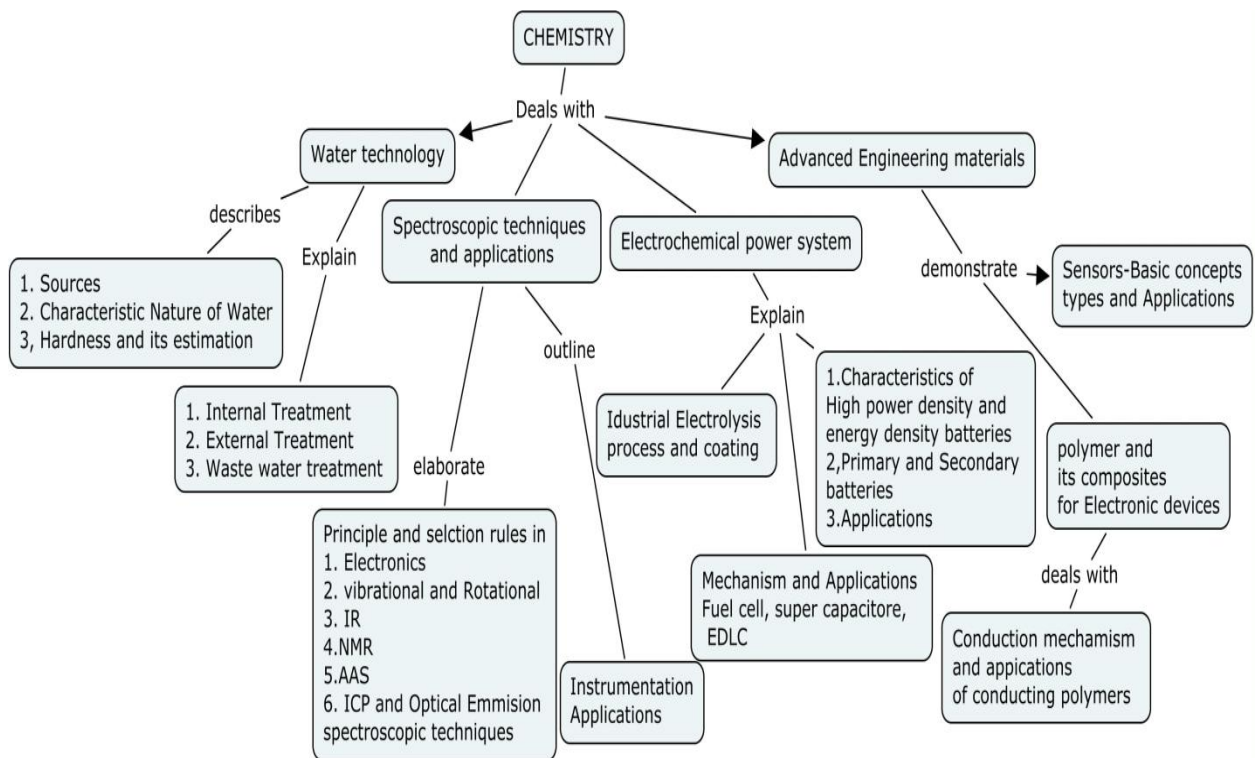 CHEMISTRY
Deals with
Water technology
Advanced Engineering materials
describes
Explain
Spectroscopic techniques
and applications
Electrochemical power system
demonstrate
Sensors-Basic concepts
types and Applications
1. Sources
2. Characteristic Nature of Water
3, Hardness and its estimation
outline
Explain
1. Internal Treatment
2. External Treatment
3. Waste water treatment
elaborate
Idustrial Electrolysis
process and coating
1.Characteristics of
High power density and
energy density batteries
2,Primary and Secondary
batteries
3.Applications
polymer and
its composites
for Electronic devices
Principle and selction rules in
1. Electronics
2. vibrational and Rotational
3. IR
4.NMR
5.AAS
6. ICP and Optical Emmision
spectroscopic techniques
Instrumentation
Applications
Mechanism and Applications
Fuel cell, super capacitore,
EDLC
deals with
Conduction mechanism
and appications
of conducting polymers